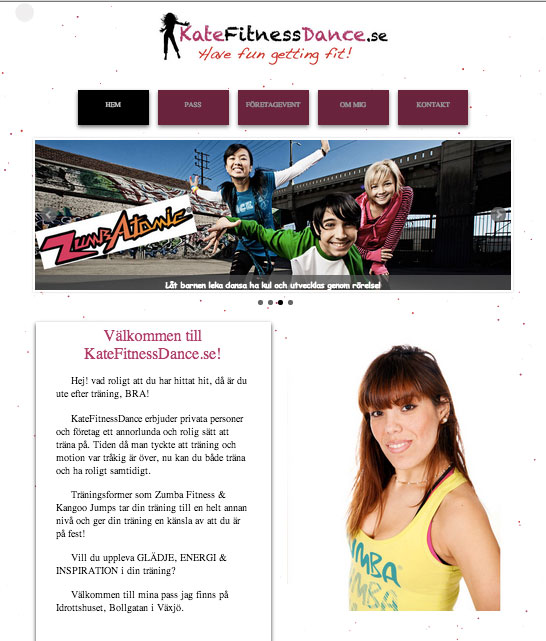 KateFitnessDance.se
Have fun getting fit!
HEM PASS FÖRETAGEVENT OM MIG KONTAKT
ZumbAtomic
Låt barnen leka dansa ha kul och utvecklas genom rörelse!
Välkommen till
KateFitnessDance.se!
Hej! vad roligt att du har hittat hit, då är du
ute efter träning, BRA!
KateFitnessDance erbjuder privata personer
och företag ett annorlunda och rolig sätt att
träna på. Tiden då man tyckte att träning och
motion var tråkig är över, nu kan du både träna
och ha roligt samtidigt.
Träningsformer som Zumba Fitness &
Kangoo Jumps tar din träning till en helt annan
nivå och ger din träning en känsla av att du är
på fest!
Vill du uppleva GLÄDJE, ENERGI &
INSPIRATION i din träning?
Välkommen till mina pass jag finns på
Idrottshuset, Bollgatan i Växjö.
UMBA